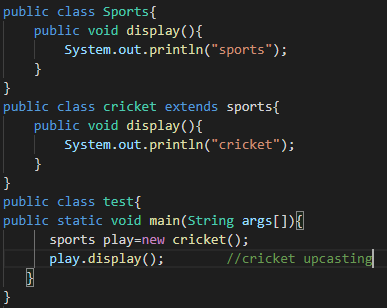 public class Sports{
    public void display(){
        System.out.println("sports");
    }
}
public class cricket extends sports{
    public void display(){
        System.out.println("cricket");
    }
}
public class test{
public static void main(String args[]){
      sports play=new cricket();
      play.display();        //cricket upcasting
   }
}